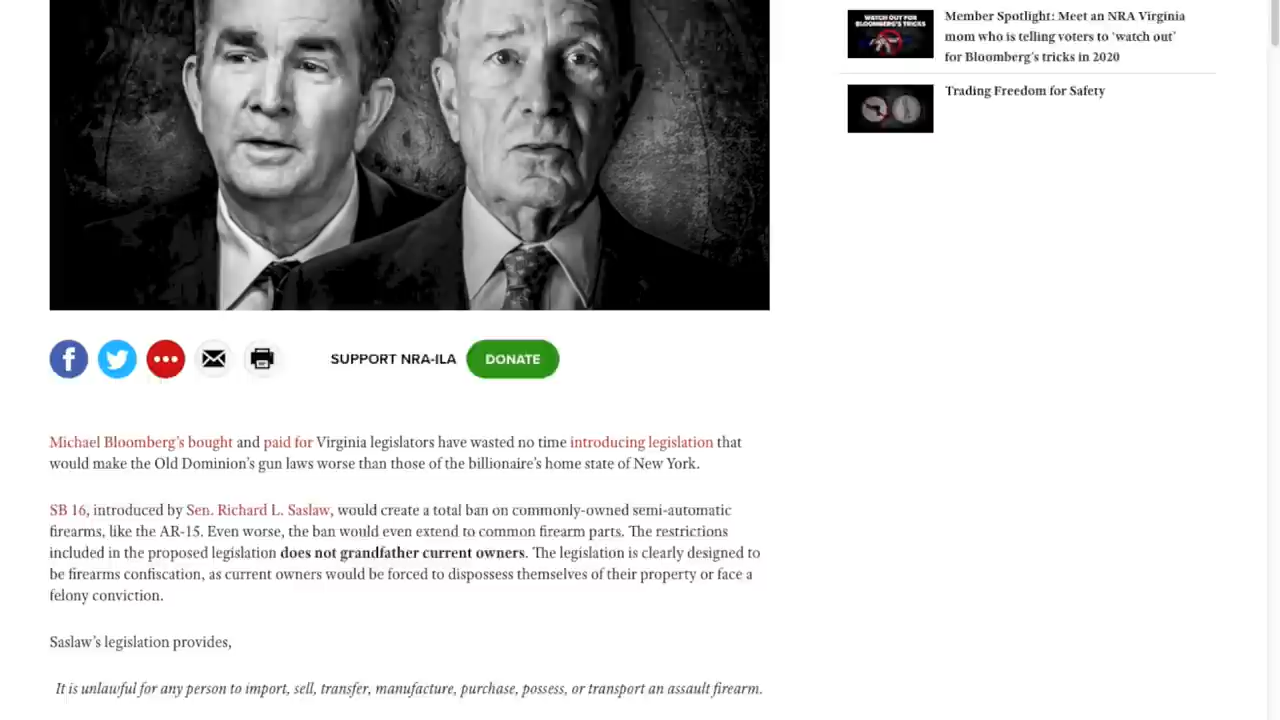 WATCH OUT FOR
BLOOMBERG'S TRICKS
Member Spotlight: Meet an NRA Virginia
mom who is telling voters to ‘watch out’
for Bloomberg’s tricks in 2020
Trading Freedom for Safety
SUPPORT NRA-ILA DONATE
Michael Bloomberg’s bought and paid for Virginia legislators have wasted no time introducing legislation that
would make the Old Dominion’s gun laws worse than those of the billionaire’s home state of New York.
SB 16, introduced by Sen. Richard L. Saslaw, would create a total ban on commonly-owned semi-automatic
firearms, like the AR-15. Even worse, the ban would even extend to common firearm parts. The restrictions
included in the proposed legislation does not grandfather current owners. The legislation is clearly designed to
be firearms confiscation, as current owners would be forced to dispossess themselves of their property or face a
felony conviction.
Saslaw’s legislation provides,
It is unlawful for any person to import, sell, transfer, manufacture, purchase, possess, or transport an assault firearm.